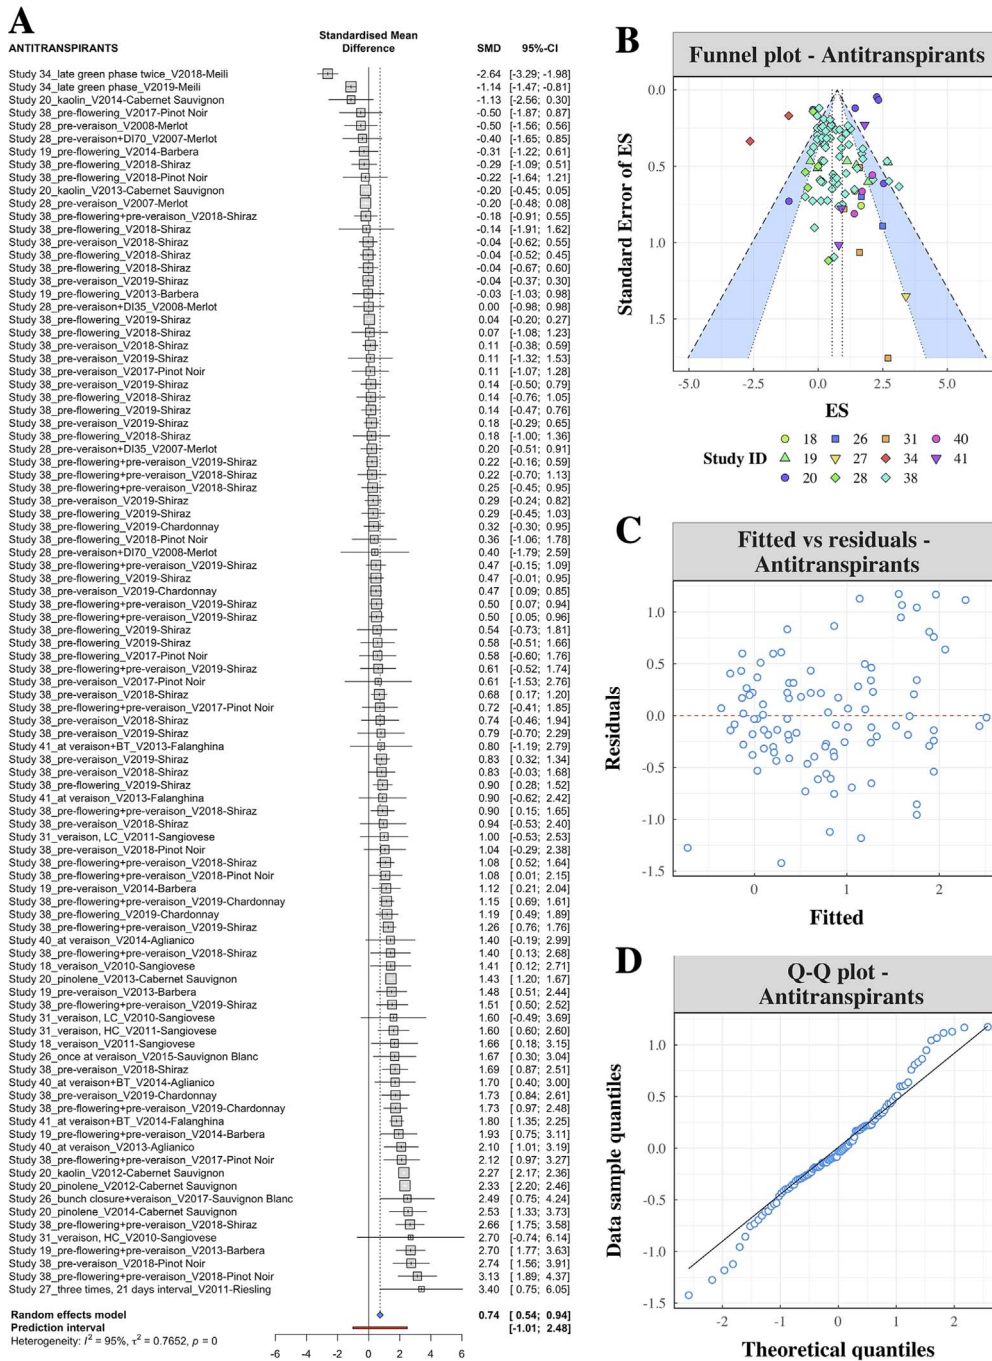 A
ANTITRANSPIRANTS
Standardised Mean
Difference
SMD 95%-CI
Study 34_late green phase twice_V2018-Meili -2.64 [-3.29; -1.98]
Study 34_late green phase_V2019-Meili -1.14 [-1.47; -0.81]
Study 20_kaolin_V2014-Cabernet Sauvignon -1.13 [-2.56; 0.30]
Study 38_pre-flowering_V2017-Pinot Noir -0.50 [-1.87; 0.87]
Study 28_pre-veraison_V2008-Merlot -0.50 [-1.56; 0.56]
Study 28_pre-veraison+DI70_V2007-Merlot -0.40 [-1.65; 0.85]
Study 19_pre-flowering_V2014-Barbera -0.31 [-1.22; 0.61]
Study 38_pre-flowering_V2018-Shiraz -0.29 [-1.09; 0.51]
Study 38_pre-flowering_V2018-Pinot Noir -0.22 [-1.64; 1.21]
Study 20_kaolin_V2013-Cabernet Sauvignon -0.20 [-0.45; 0.05]
Study 28_pre-veraison_V2007-Merlot -0.20 [-0.48; 0.08]
Study 38_pre-flowering+pre-veraison_V2018-Shiraz -0.18 [-0.91; 0.55]
Study 38_pre-flowering_V2018-Shiraz -0.14 [-1.91; 1.62]
Study 38_pre-veraison_V2018-Shiraz -0.04 [-0.62; 0.55]
Study 38_pre-veraison_V2018-Shiraz -0.04 [-0.52; 0.45]
Study 38_pre-veraison_V2018-Shiraz -0.04 [-0.67; 0.60]
Study 38_pre-veraison_V2019-Shiraz -0.04 [-0.37; 0.30]
Study 19_pre-flowering_V2013-Barbera -0.03 [-1.03; 0.98]
Study 28_pre-veraison+DI35_V2008-Merlot 0.00 [-0.98; 0.98]
Study 38_pre-flowering_V2019-Shiraz 0.04 [-0.20; 0.27]
Study 38_pre-flowering_V2018-Shiraz 0.07 [-1.08; 1.23]
Study 38_pre-veraison_V2018-Shiraz 0.11 [-0.38; 0.59]
Study 38_pre-veraison_V2019-Shiraz 0.11 [-1.32; 1.53]
Study 38_pre-flowering_V2017-Pinot Noir 0.11 [-1.07; 1.28]
Study 38_pre-veraison_V2019-Shiraz 0.14 [-0.50; 0.79]
Study 38_pre-flowering_V2018-Shiraz 0.14 [-0.76; 1.05]
Study 38_pre-flowering_V2019-Shiraz 0.14 [-0.47; 0.76]
Study 38_pre-veraison_V2019-Shiraz 0.18 [-0.29; 0.65]
Study 38_pre-flowering_V2018-Shiraz 0.18 [-1.00; 1.36]
Study 28_pre-veraison+DI35_V2007-Merlot 0.20 [-0.51; 0.91]
Study 38_pre-flowering+pre-veraison_V2019-Shiraz 0.22 [-0.16; 0.59]
Study 38_pre-flowering+pre-veraison_V2018-Shiraz 0.22 [-0.70; 1.13]
Study 38_pre-flowering+pre-veraison_V2018-Shiraz 0.25 [-0.45; 0.95]
Study 38_pre-veraison_V2019-Shiraz 0.29 [-0.24; 0.82]
Study 38_pre-flowering_V2019-Shiraz 0.29 [-0.45; 1.03]
Study 38_pre-flowering_V2019-Chardonnay 0.32 [-0.30; 0.95]
Study 38_pre-flowering_V2018-Pinot Noir 0.36 [-1.06; 1.78]
Study 28_pre-veraison+DI70_V2008-Merlot 0.40 [-1.79; 2.59]
Study 38_pre-flowering+pre-veraison_V2019-Shiraz 0.47 [-0.15; 1.09]
Study 38_pre-flowering_V2019-Shiraz 0.47 [-0.01; 0.95]
Study 38_pre-veraison_V2019-Chardonnay 0.47 [ 0.09; 0.85]
Study 38_pre-flowering+pre-veraison_V2019-Shiraz 0.50 [ 0.07; 0.94]
Study 38_pre-flowering+pre-veraison_V2019-Shiraz 0.50 [ 0.05; 0.96]
Study 38_pre-flowering_V2019-Shiraz 0.54 [-0.73; 1.81]
Study 38_pre-flowering_V2019-Shiraz 0.58 [-0.51; 1.66]
Study 38_pre-veraison_V2017-Pinot Noir 0.58 [-0.60; 1.76]
Study 38_pre-flowering+pre-veraison_V2019-Shiraz 0.61 [-0.52; 1.74]
Study 38_pre-veraison_V2017-Pinot Noir 0.61 [-1.53; 2.76]
Study 38_pre-veraison_V2018-Shiraz 0.68 [ 0.17; 1.20]
Study 38_pre-flowering+pre-veraison_V2017-Pinot Noir 0.72 [-0.41; 1.85]
Study 38_pre-veraison_V2018-Shiraz 0.74 [-0.46; 1.94]
Study 38_pre-veraison_V2019-Shiraz 0.79 [-0.70; 2.29]
Study 41_at veraison+BT_V2013-Falanghina 0.80 [-1.19; 2.79]
Study 38_pre-veraison_V2019-Shiraz 0.83 [ 0.32; 1.34]
Study 38_pre-veraison_V2018-Shiraz 0.83 [-0.03; 1.68]
Study 38_pre-veraison_V2019-Shiraz 0.90 [ 0.28; 1.52]
Study 41_at veraison_V2013-Falanghina 0.90 [-0.62; 2.42]
Study 38_pre-flowering+pre-veraison_V2018-Shiraz 0.90 [ 0.15; 1.65]
Study 38_pre-veraison_V2018-Shiraz 0.94 [-0.53; 2.40]
Study 31_veraison, LC_V2011-Sangiovese 1.00 [-0.53; 2.53]
Study 38_pre-veraison_V2018-Pinot Noir 1.04 [-0.29; 2.38]
Study 38_pre-flowering+pre-veraison_V2018-Shiraz 1.08 [ 0.52; 1.64]
Study 38_pre-flowering+pre-veraison_V2018-Pinot Noir 1.08 [ 0.01; 2.15]
Study 19_pre-veraison_V2014-Barbera 1.12 [ 0.21; 2.04]
Study 38_pre-flowering+pre-veraison_V2019-Chardonnay 1.15 [ 0.69; 1.61]
Study 38_pre-flowering_V2019-Chardonnay 1.19 [ 0.49; 1.89]
Study 38_pre-flowering+pre-veraison_V2019-Shiraz 1.26 [ 0.76; 1.76]
Study 40_at veraison_V2014-Aglianico 1.40 [-0.19; 2.99]
Study 38_pre-flowering+pre-veraison_V2018-Shiraz 1.40 [ 0.13; 2.68]
Study 18_veraison_V2010-Sangiovese 1.41 [ 0.12; 2.71]
Study 20_pinolene_V2013-Cabernet Sauvignon 1.43 [ 1.20; 1.67]
Study 19_pre-veraison_V2013-Barbera 1.48 [ 0.51; 2.44]
Study 38_pre-flowering+pre-veraison_V2019-Shiraz 1.51 [ 0.50; 2.52]
Study 31_veraison, LC_V2010-Sangiovese 1.60 [-0.49; 3.69]
Study 31_veraison, HC_V2011-Sangiovese 1.60 [ 0.60; 2.60]
Study 18_veraison_V2011-Sangiovese 1.66 [ 0.18; 3.15]
Study 26_once at veraison_V2015-Sauvignon Blanc 1.67 [ 0.30; 3.04]
Study 38_pre-veraison_V2018-Shiraz 1.69 [ 0.87; 2.51]
Study 40_at veraison+BT_V2014-Aglianico 1.70 [ 0.40; 3.00]
Study 38_pre-veraison_V2019-Chardonnay 1.73 [ 0.84; 2.61]
Study 38_pre-flowering+pre-veraison_V2019-Chardonnay 1.73 [ 0.97; 2.48]
Study 41_at veraison+BT_V2014-Falanghina 1.80 [ 1.35; 2.25]
Study 19_pre-flowering+pre-veraison_V2014-Barbera 1.93 [ 0.75; 3.11]
Study 40_at veraison_V2013-Aglianico 2.10 [ 1.01; 3.19]
Study 38_pre-flowering+pre-veraison_V2017-Pinot Noir 2.12 [ 0.97; 3.27]
Study 20_kaolin_V2012-Cabernet Sauvignon 2.27 [ 2.17; 2.36]
Study 20_pinolene_V2012-Cabernet Sauvignon 2.33 [ 2.20; 2.46]
Study 26_bunch closure+veraison_V2017-Sauvignon Blanc 2.49 [ 0.75; 4.24]
Study 20_pinolene_V2014-Cabernet Sauvignon 2.53 [ 1.33; 3.73]
Study 38_pre-flowering+pre-veraison_V2018-Shiraz 2.66 [ 1.75; 3.58]
Study 31_veraison, HC_V2010-Sangiovese 2.70 [-0.74; 6.14]
Study 19_pre-flowering+pre-veraison_V2013-Barbera 2.70 [ 1.77; 3.63]
Study 38_pre-veraison_V2018-Pinot Noir 2.74 [ 1.56; 3.91]
Study 38_pre-flowering+pre-veraison_V2018-Pinot Noir 3.13 [ 1.89; 4.37]
Study 27_three times, 21 days interval_V2011-Riesling 3.40 [ 0.75; 6.05]
Random effects model 0.74 [ 0.54; 0.94]
Prediction interval [-1.01; 2.48]
Heterogeneity: I² = 95%, τ² = 0.7652, p = 0
-6 -4 -2 0 2 4 6
B
Funnel plot - Antitranspirants
Standard Error of ES
0.0
0.5
1.0
1.5
-5.0 -2.5 0.0 2.5 5.0
ES
Study ID
18 26 31 40
19 27 34 41
20 28 38
C
Fitted vs residuals -
Antitranspirants
Residuals
1.0
0.5
0.0
-0.5
-1.0
-1.5
0 1 2
Fitted
D
Q-Q plot -
Antitranspirants
Data sample quantiles
1.0
0.5
0.0
-0.5
-1.0
-1.5
-2 -1 0 1 2
Theoretical quantiles